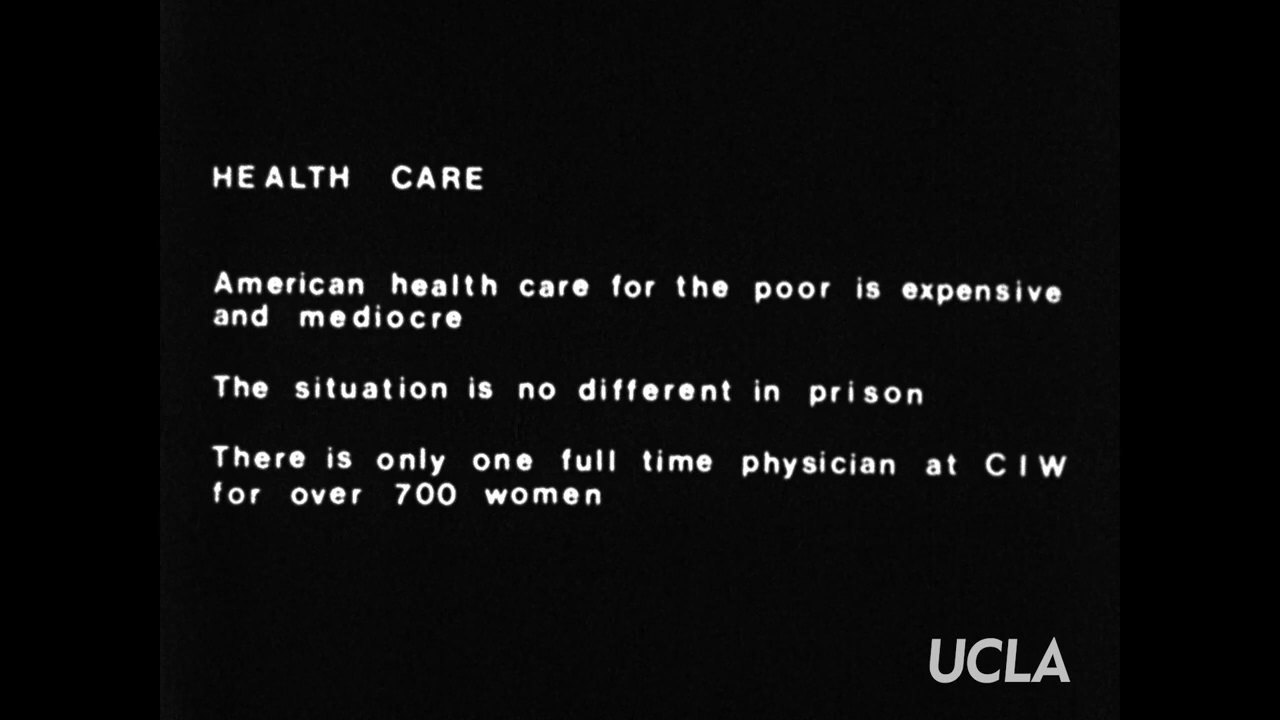 HEALTH CARE
American health care for the poor is expensive
and mediocre
The situation is no different in prison
There is only one full time physician at CIW
for over 700 women
UCLA